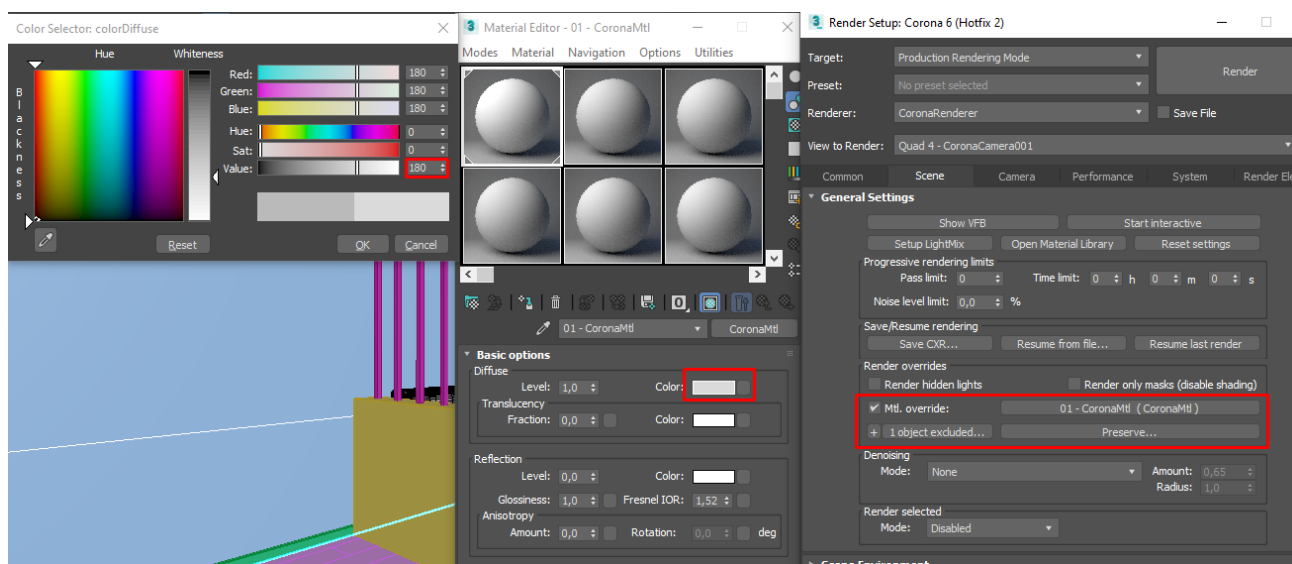 Color Selector: colorDiffuse
Hue
Whiteness
Blackness
Red:
180
Green:
180
Blue:
180
Hue:
0
Sat:
0
Value:
180
Reset
OK
Cancel
3 Material Editor - 01 - CoronaMtl
Modes Material Navigation Options Utilities
01 - CoronaMtl
CoronaMtl
Basic options
Diffuse
Level: 1,0 Color:
Translucency
Fraction: 0,0 Color:
Reflection
Level: 0,0 Color:
Glossiness: 1,0 Fresnel IOR: 1,52
Anisotropy
Amount: 0,0 Rotation: 0,0 deg
3 Render Setup: Corona 6 (Hotfix 2)
Target: Production Rendering Mode
Render
Preset: No preset selected
Renderer: CoronaRenderer
Save File
View to Render: Quad 4 - CoronaCamera001
Common Scene Camera Performance System Render Ele
General Settings
Show VFB Start interactive
Setup LightMix Open Material Library Reset settings
Progressive rendering limits
Pass limit: 0 Time limit: 0 h 0 m 0 s
Noise level limit: 0,0 %
Save/Resume rendering
Save CXR... Resume from file... Resume last render
Render overrides
Render hidden lights Render only masks (disable shading)
Mtl. override: 01 - CoronaMtl ( CoronaMtl )
+ 1 object excluded... Preserve...
Denoising
Mode: None Amount: 0,65
Radius: 1,0
Render selected
Mode: Disabled
Scene Environment